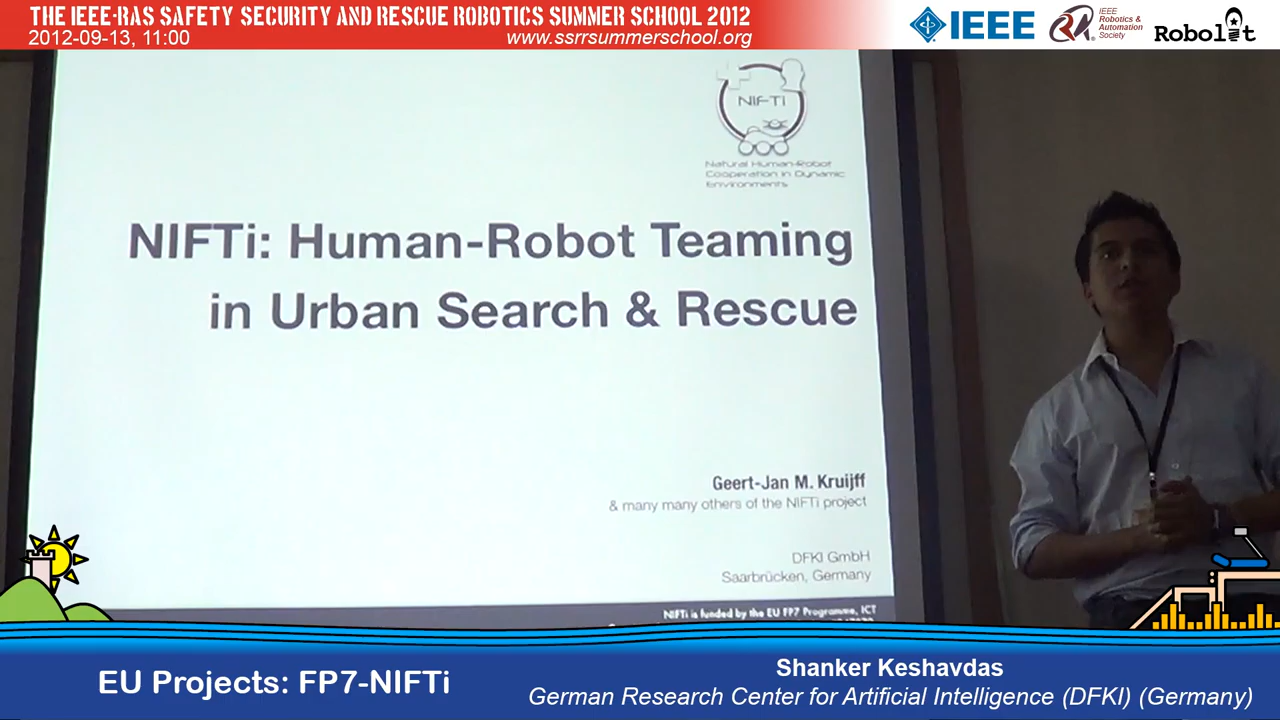 THE IEEE-RAS SAFETY SECURITY AND RESCUE ROBOTICS SUMMER SCHOOL 2012
2012-09-13, 11:00
www.ssrrsummerschool.org
IEEE
IEEE
Robotics &
Automation
Society
Robolit
NIFTi
Natural Human-Robot
Cooperation in Dynamic
Environments
NIFTi: Human-Robot Teaming
in Urban Search & Rescue
Geert-Jan M. Kruijff
& many many others of the NIFTi project
DFKI GmbH
Saarbrücken, Germany
NIFTi is funded by the EU FP7 Programme, ICT
EU Projects: FP7-NIFTi
Shanker Keshavdas
German Research Center for Artificial Intelligence (DFKI) (Germany)